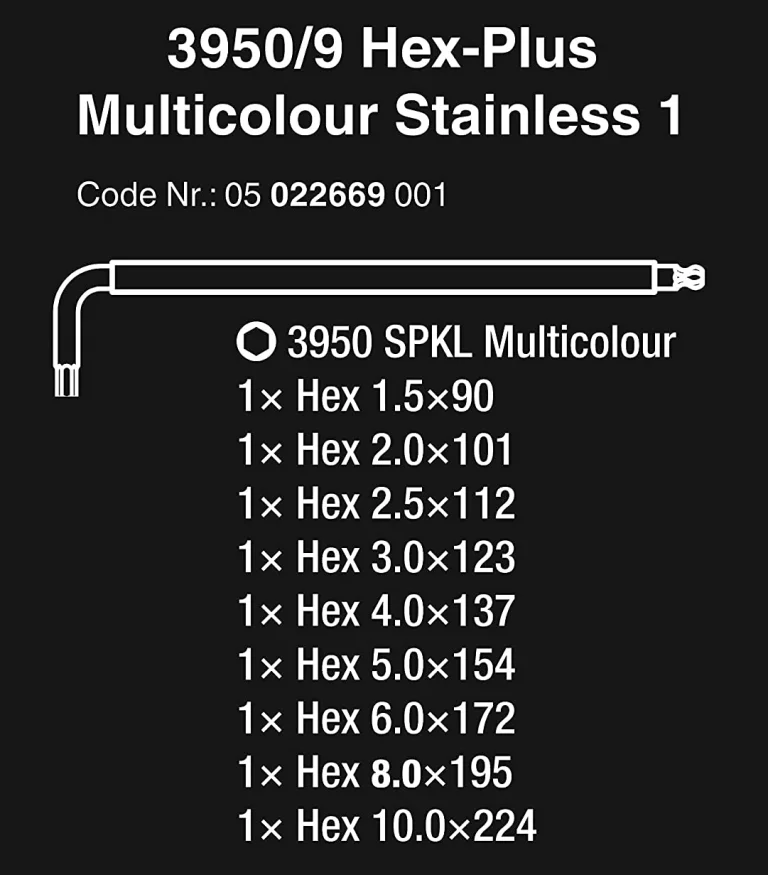 3950/9 Hex-Plus
Multicolour Stainless 1
Code Nr.: 05 022669 001
3950 SPKL Multicolour
1× Hex 1.5×90
1× Hex 2.0×101
1× Hex 2.5×112
1× Hex 3.0×123
1× Hex 4.0×137
1× Hex 5.0×154
1× Hex 6.0×172
1× Hex 8.0×195
1× Hex 10.0×224